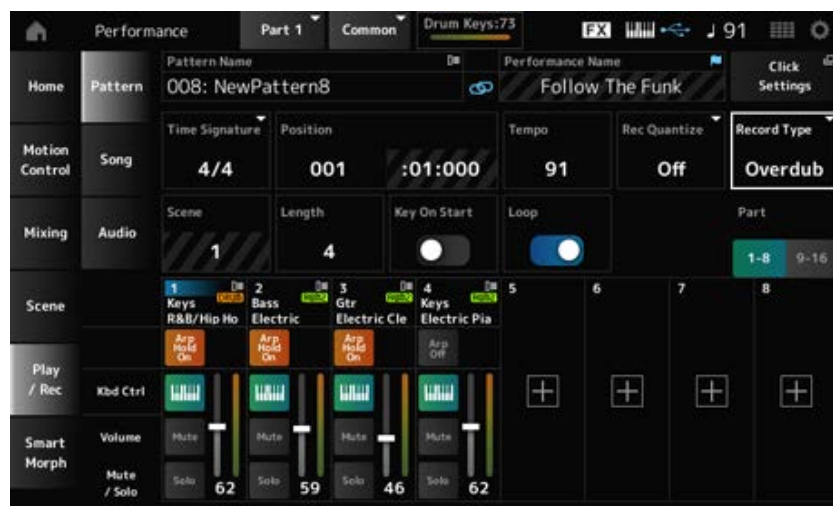 Performance
Part 1
Common
Drum Keys:73
FX
91
Home
Pattern
Pattern Name
008: NewPattern8
Performance Name
Follow The Funk
Click
Settings
Motion
Control
Song
Time Signature
4/4
Position
001
:01:000
Tempo
91
Rec Quantize
Off
Record Type
Overdub
Mixing
Audio
Scene
1
Length
4
Key On Start
Loop
Part
1-8
9-16
Scene
1
Keys
R&B/Hip Ho
Drum
2
Bass
Electric
3
Gtr
Electric Cle
4
Keys
Electric Pia
5
6
7
8
Arp
Hold
On
Arp
Hold
On
Arp
Hold
On
Arp
Off
Play
/ Rec
Kbd Ctrl
Smart
Morph
Volume
Mute
/ Solo
Mute
Solo
62
Mute
Solo
59
Mute
Solo
46
Mute
Solo
62